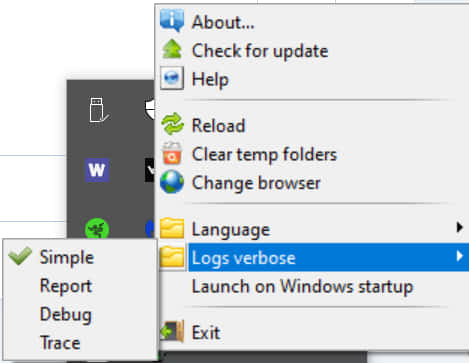 About...
Check for update
Help
Reload
Clear temp folders
Change browser
Language
Logs verbose
Launch on Windows startup
Exit
Simple
Report
Debug
Trace
W